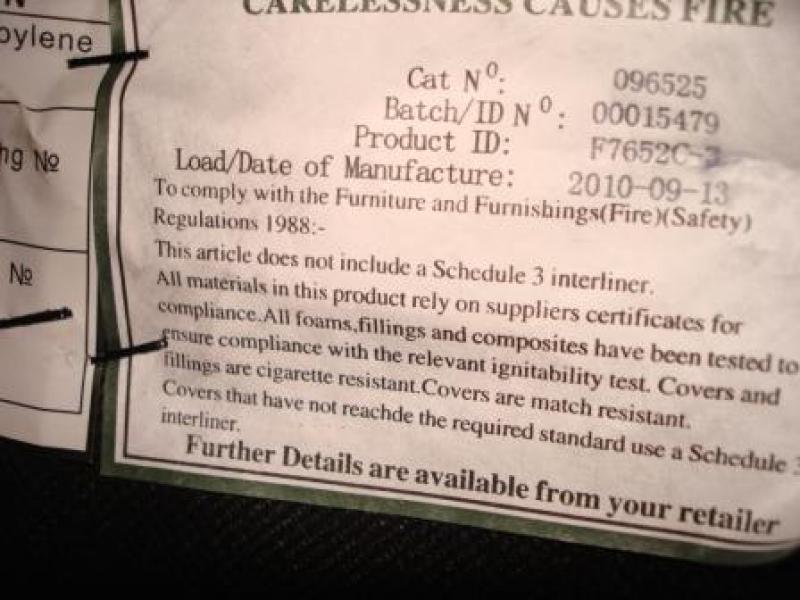 CARELESSNESS CAUSES FIRE
Cat Nº: 096525
Batch/ID Nº: 00015479
Product ID: F7652C-
Load/Date of Manufacture: 2010-09-13
To comply with the Furniture and Furnishings(Fire)(Safety)
Regulations 1988:-
This article does not include a Schedule 3 interliner.
All materials in this product rely on suppliers certificates for
compliance.All foams,fillings and composites have been tested to
ensure compliance with the relevant ignitability test. Covers and
fillings are cigarette resistant.Covers are match resistant.
Covers that have not reachde the required standard use a Schedule 3
interliner.
Further Details are available from your retailer
pylene
ng Nº
Nº